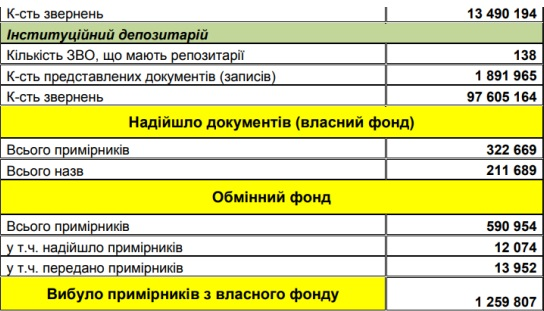 К-сть звернень 13 490 194
Інституційний депозитарій
Кількість ЗВО, що мають репозитарії 138
К-сть представлених документів (записів) 1 891 965
К-сть звернень 97 605 164
Надійшло документів (власний фонд)
Всього примірників 322 669
Всього назв 211 689
Обмінний фонд
Всього примірників 590 954
у т.ч. надійшло примірників 12 074
у т.ч. передано примірників 13 952
Вибуло примірників з власного фонду 1 259 807